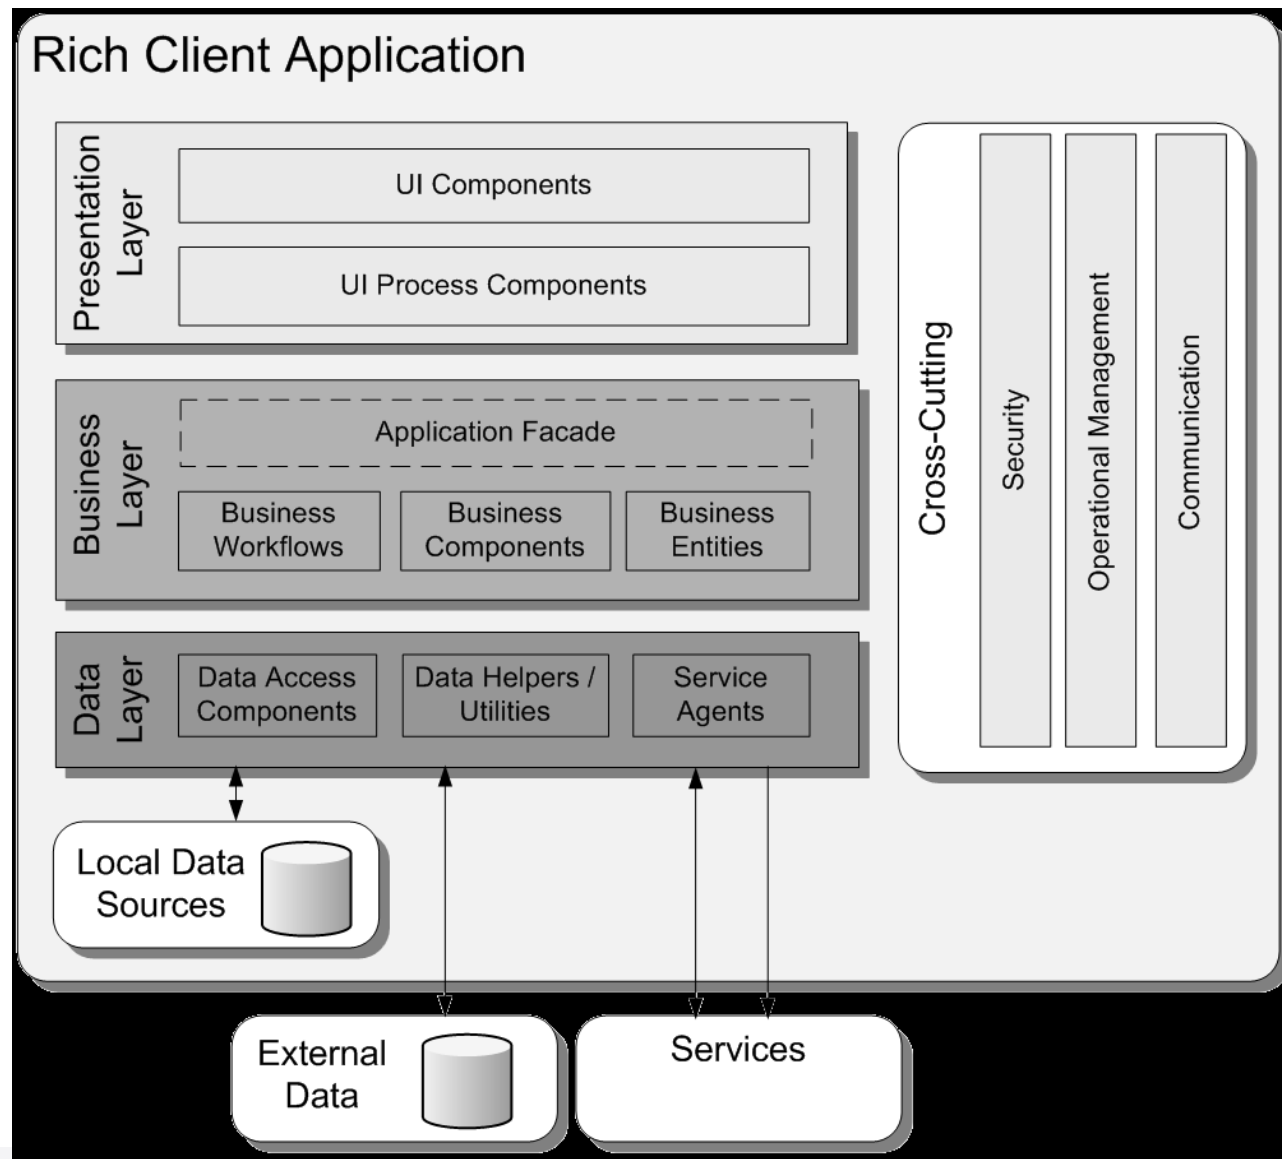 Rich Client Application
Presentation
Layer
UI Components
UI Process Components
Business
Layer
Application Facade
Business
Workflows
Business
Components
Business
Entities
Data
Layer
Data Access
Components
Data Helpers /
Utilities
Service
Agents
Cross-Cutting
Security
Operational Management
Communication
Local Data
Sources
External
Data
Services